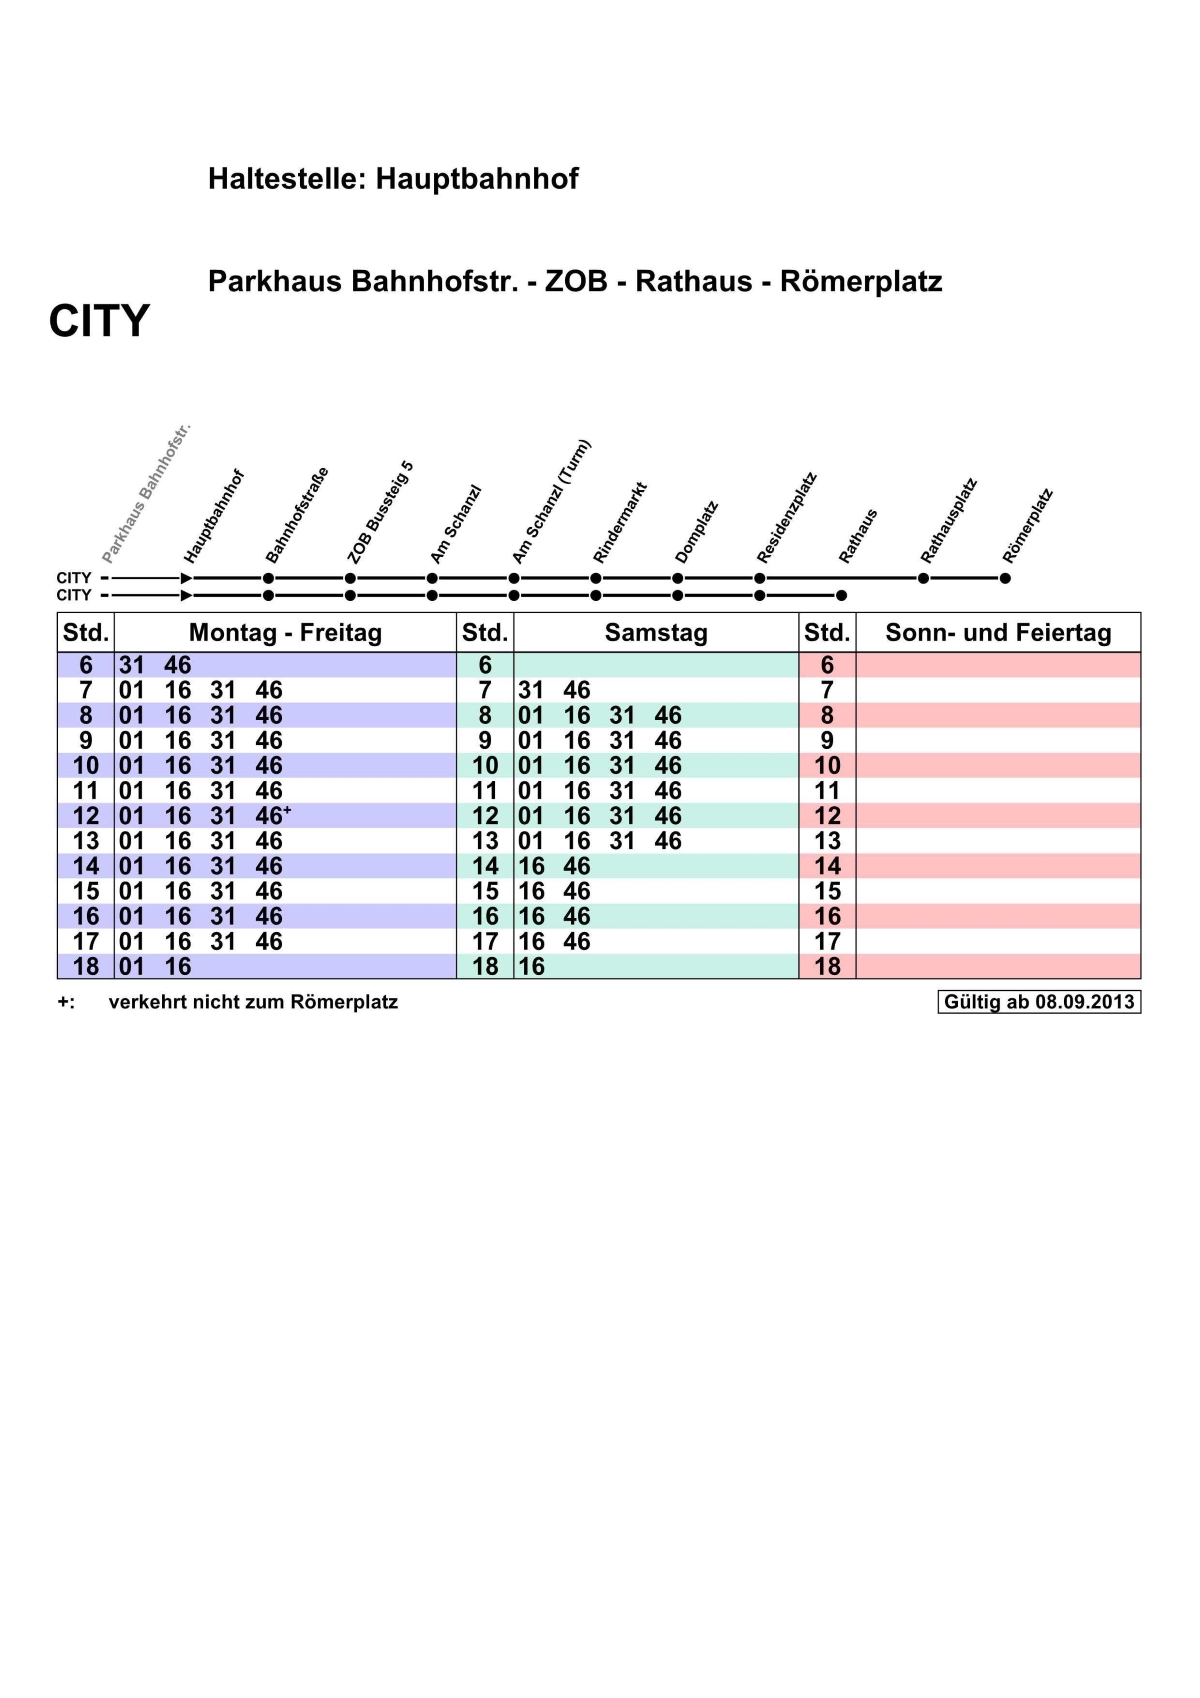 Haltestelle: Hauptbahnhof
Parkhaus Bahnhofstr. - ZOB - Rathaus - Römerplatz
CITY
Parkhaus Bahnhofstr. Hauptbahnhof Bahnhofstraße ZOB Bussteig 5 Am Schanzl Am Schanzl (Turm) Rindermarkt Domplatz Residenzplatz Rathaus Rathausplatz Römerplatz
CITY
CITY
Std. Montag - Freitag Std. Samstag Std. Sonn- und Feiertag
6 31 46 6 6
7 01 16 31 46 7 31 46 7
8 01 16 31 46 8 01 16 31 46 8
9 01 16 31 46 9 01 16 31 46 9
10 01 16 31 46 10 01 16 31 46 10
11 01 16 31 46 11 01 16 31 46 11
12 01 16 31 46+ 12 01 16 31 46 12
13 01 16 31 46 13 01 16 31 46 13
14 01 16 31 46 14 16 46 14
15 01 16 31 46 15 16 46 15
16 01 16 31 46 16 16 46 16
17 01 16 31 46 17 16 46 17
18 01 16 18 16 18
+: verkehrt nicht zum Römerplatz Gültig ab 08.09.2013